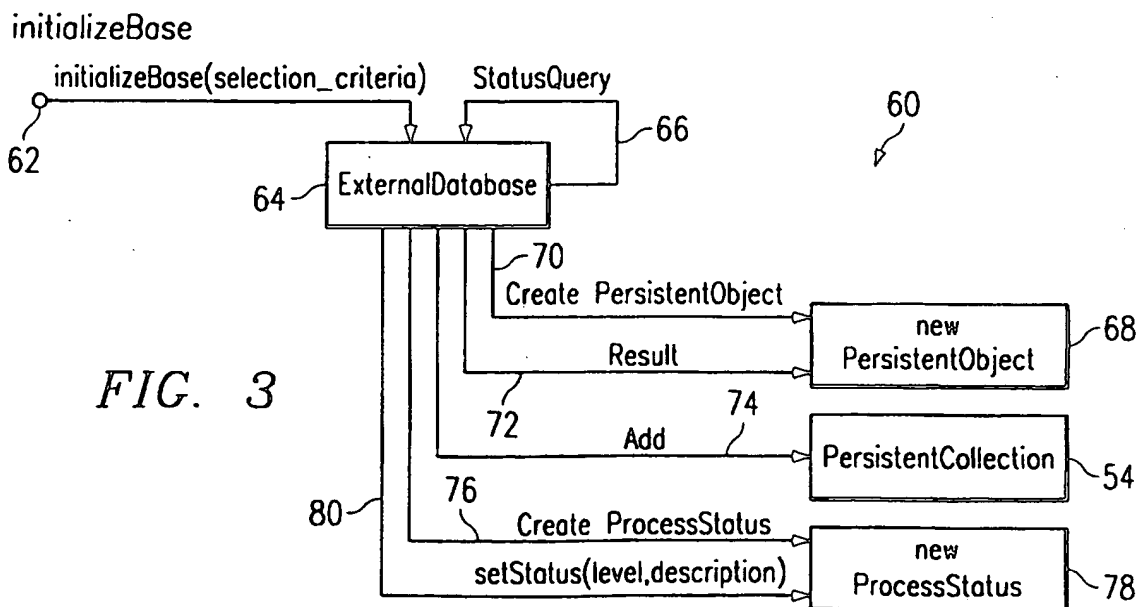 initializeBase
initializeBase(selection_criteria)
StatusQuery
62
66
60
64
ExternalDatabase
70
Create PersistentObject
new
PersistentObject
68
Result
72
FIG. 3
74
Add
PersistentCollection
54
80
76
Create ProcessStatus
setStatus(level,description)
new
ProcessStatus
78